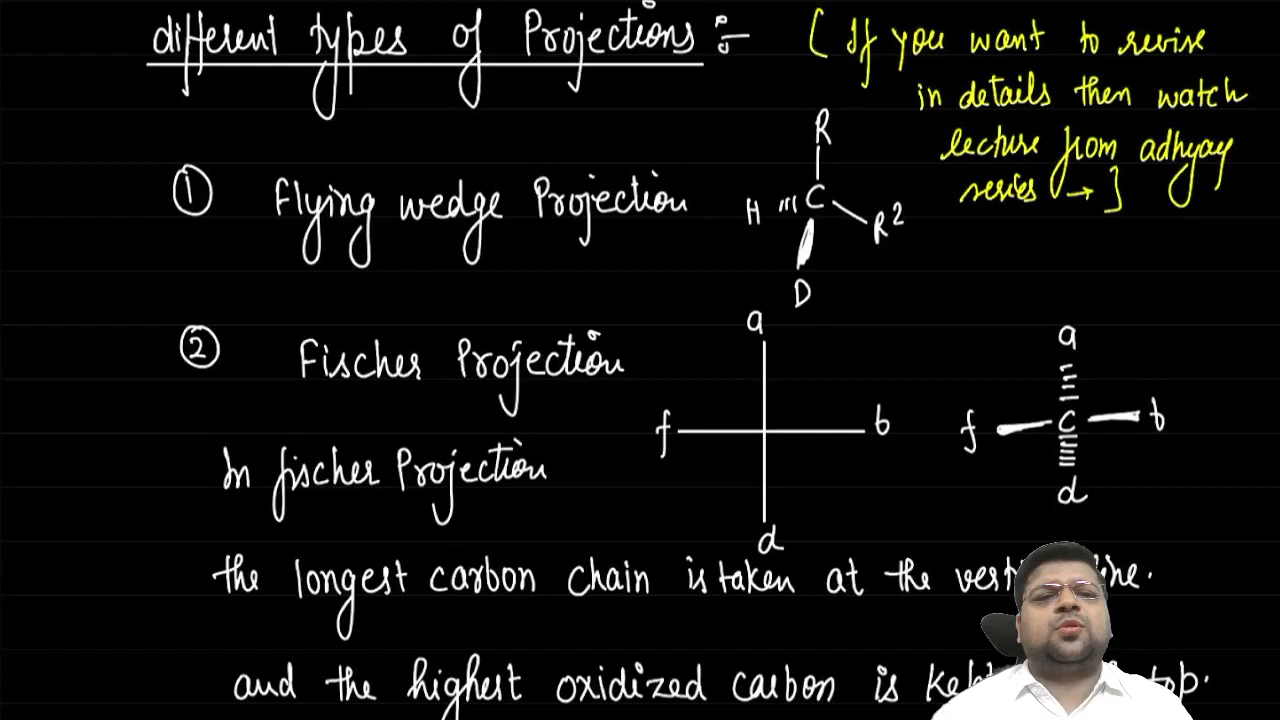 different types of Projections :-
( If you want to revise
in details then watch
lecture from adhyay
series → ]
① Flying wedge Projection
R
H C R²
D
② Fischer Projection
a
f b
d
a
f C b
d
In fischer Projection
the longest carbon chain is taken at the line.
and the highest oxidized carbon is top.